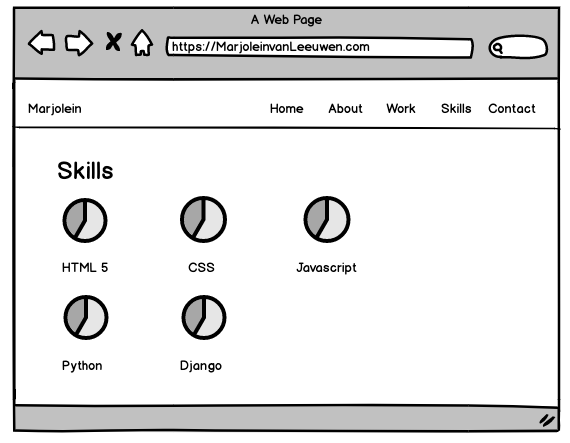 A Web Page
https://MarjoleinvanLeeuwen.com
Marjolein Home About Work Skills Contact
Skills
HTML 5 CSS Javascript
Python Django